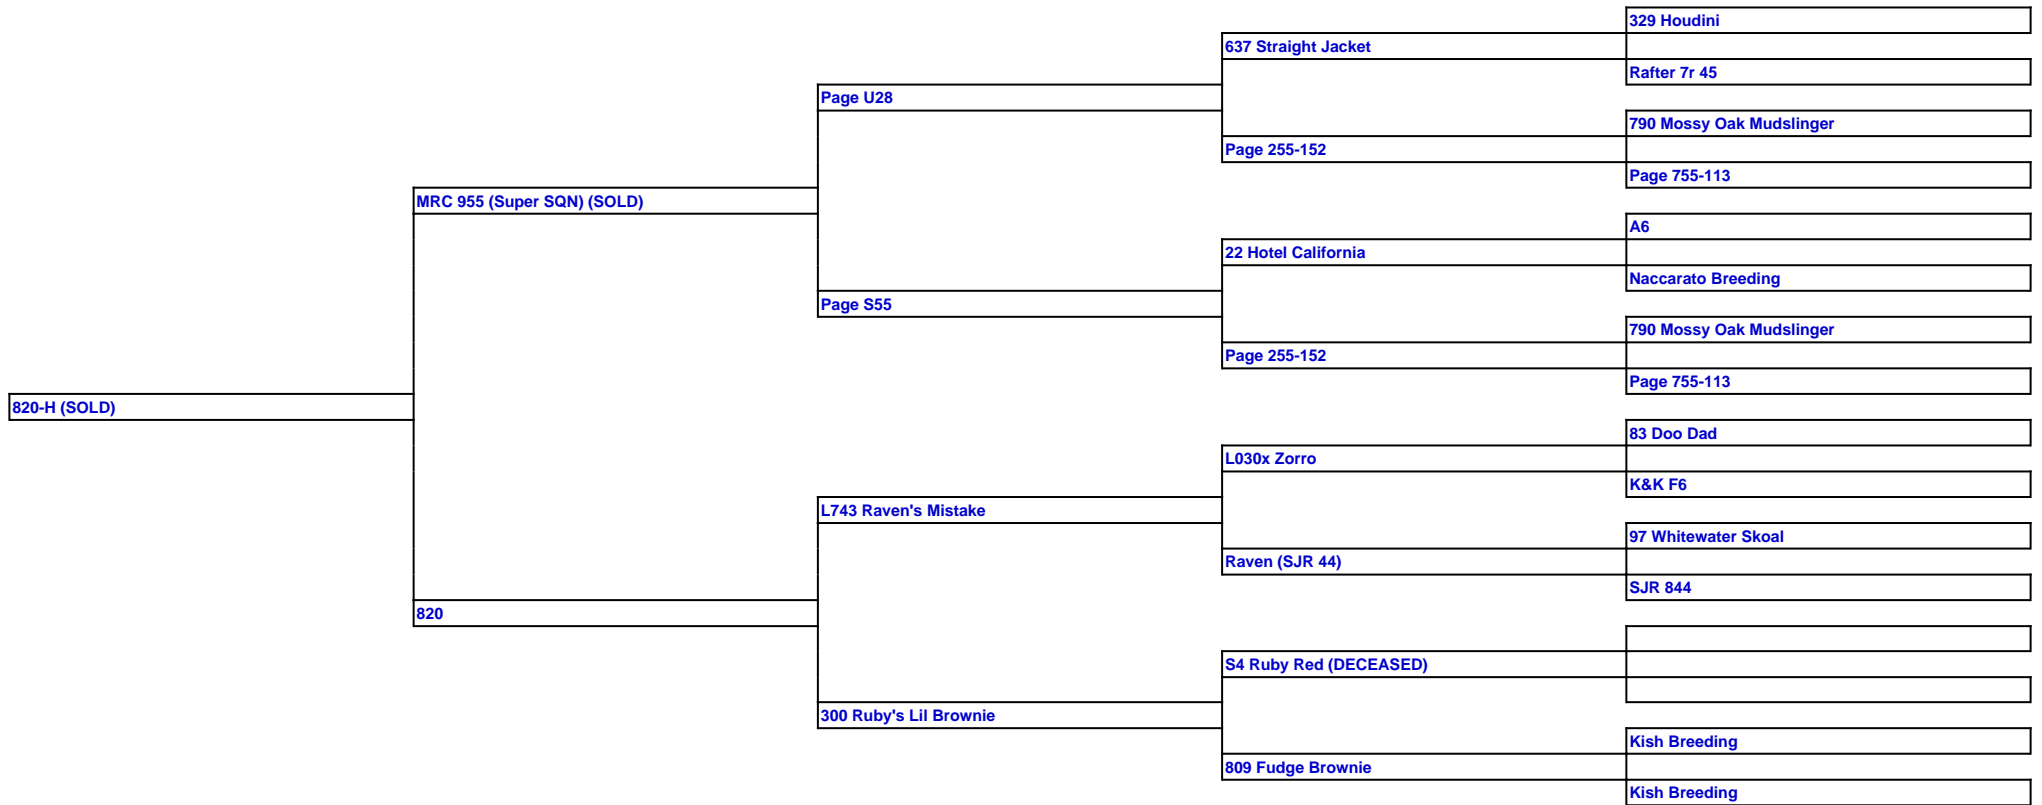 329 Houdini
637 Straight Jacket
Rafter 7r 45
Page U28
790 Mossy Oak Mudslinger
Page 255-152
Page 755-113
MRC 955 (Super SQN) (SOLD)
A6
22 Hotel California
Naccarato Breeding
Page S55
790 Mossy Oak Mudslinger
Page 255-152
Page 755-113
820-H (SOLD)
83 Doo Dad
L030x Zorro
K&K F6
L743 Raven's Mistake
97 Whitewater Skoal
Raven (SJR 44)
SJR 844
820
S4 Ruby Red (DECEASED)
300 Ruby's Lil Brownie
Kish Breeding
809 Fudge Brownie
Kish Breeding